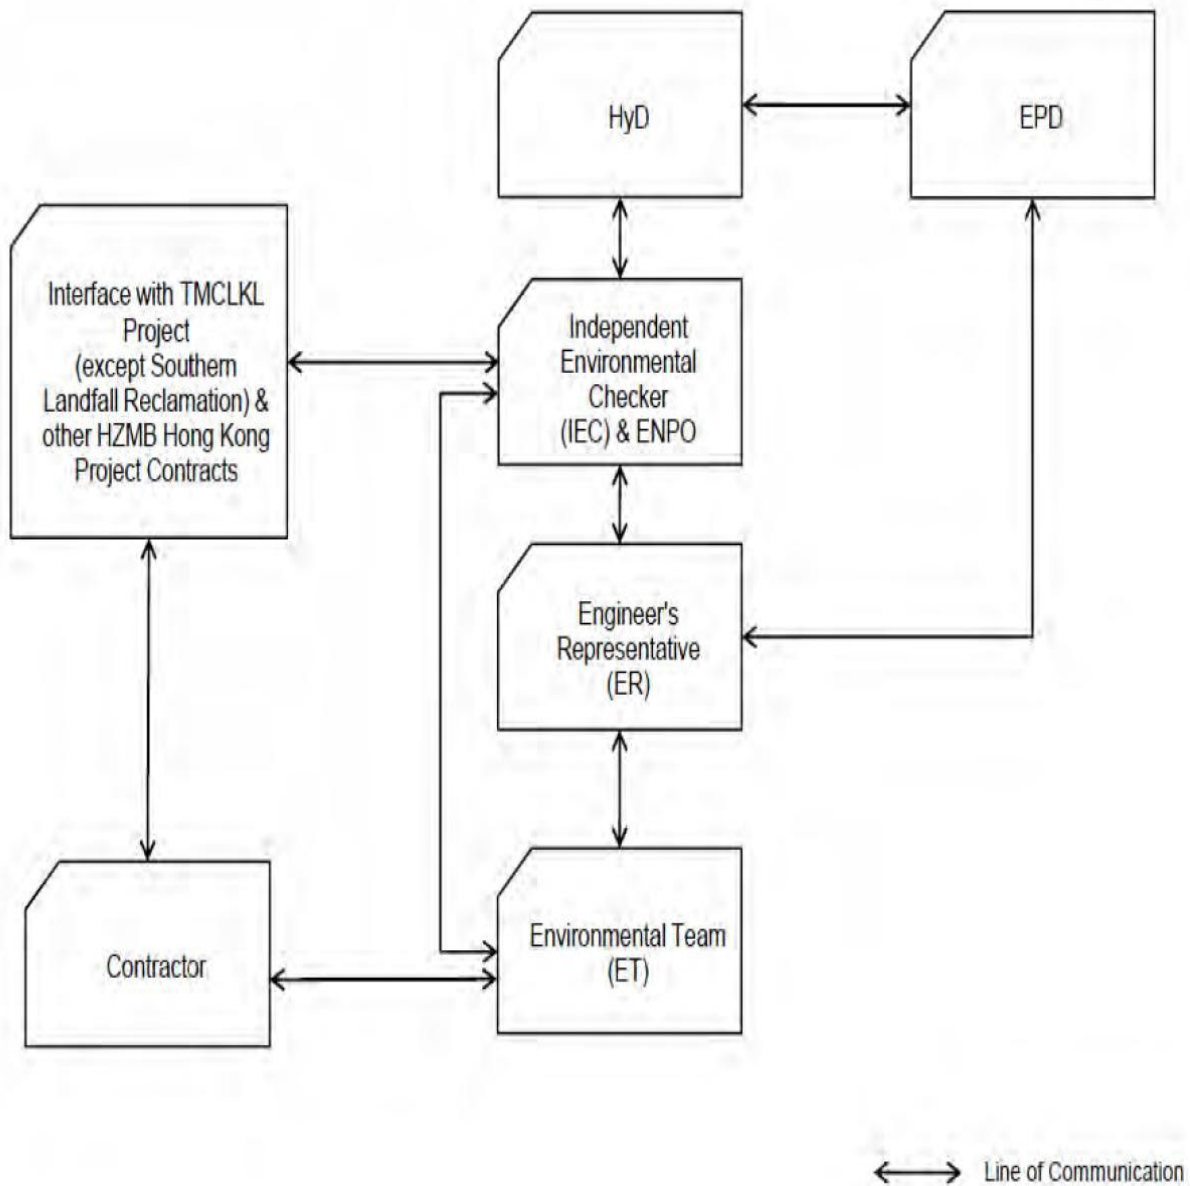 HyD
EPD
Interface with TMCLKL
Project
(except Southern
Landfall Reclamation) &
other HZMB Hong Kong
Project Contracts
Independent
Environmental
Checker
(IEC) & ENPO
Engineer's
Representative
(ER)
Environmental Team
(ET)
Contractor
Line of Communication